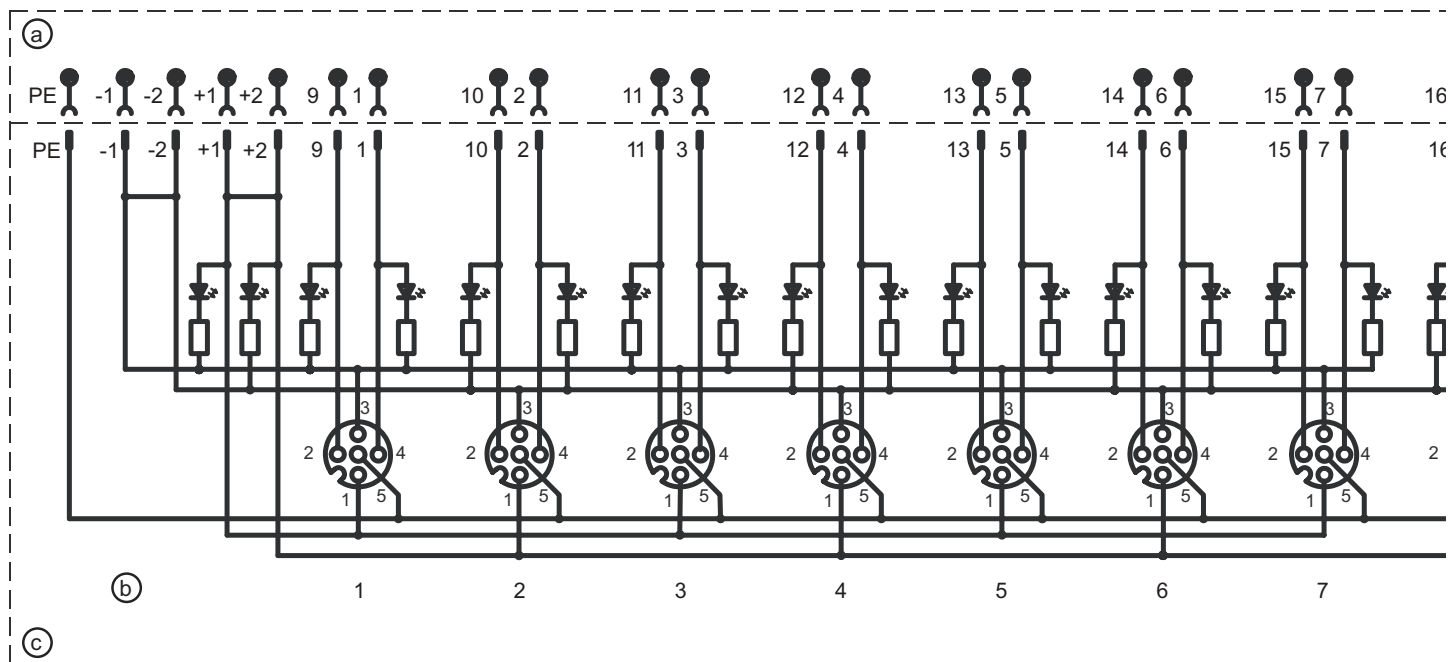 a
PE -1 -2 +1 +2 9 1 10 2 11 3 12 4 13 5 14 6 15 7 16
PE -1 -2 +1 +2 9 1 10 2 11 3 12 4 13 5 14 6 15 7 16
3 3 3 3 3 3 3
2 4 2 4 2 4 2 4 2 4 2 4 2 4 2
1 5 1 5 1 5 1 5 1 5 1 5 1 5
b 1 2 3 4 5 6 7
c